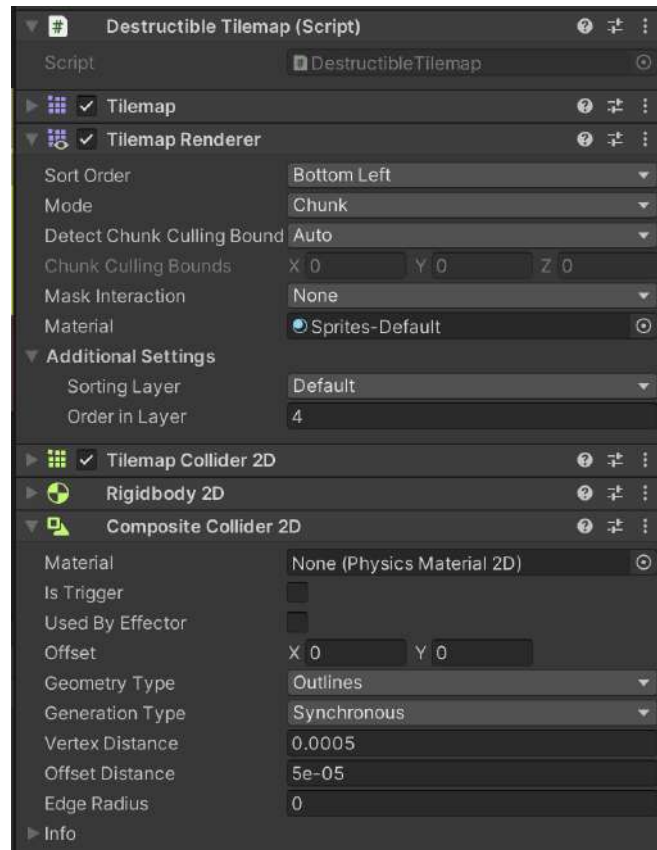 # Destructible Tilemap (Script)
Script DestructibleTilemap
Tilemap
Tilemap Renderer
Sort Order Bottom Left
Mode Chunk
Detect Chunk Culling Bound Auto
Chunk Culling Bounds X 0 Y 0 Z 0
Mask Interaction None
Material Sprites-Default
Additional Settings
Sorting Layer Default
Order in Layer 4
Tilemap Collider 2D
Rigidbody 2D
Composite Collider 2D
Material None (Physics Material 2D)
Is Trigger
Used By Effector
Offset X 0 Y 0
Geometry Type Outlines
Generation Type Synchronous
Vertex Distance 0.0005
Offset Distance 5e-05
Edge Radius 0
Info